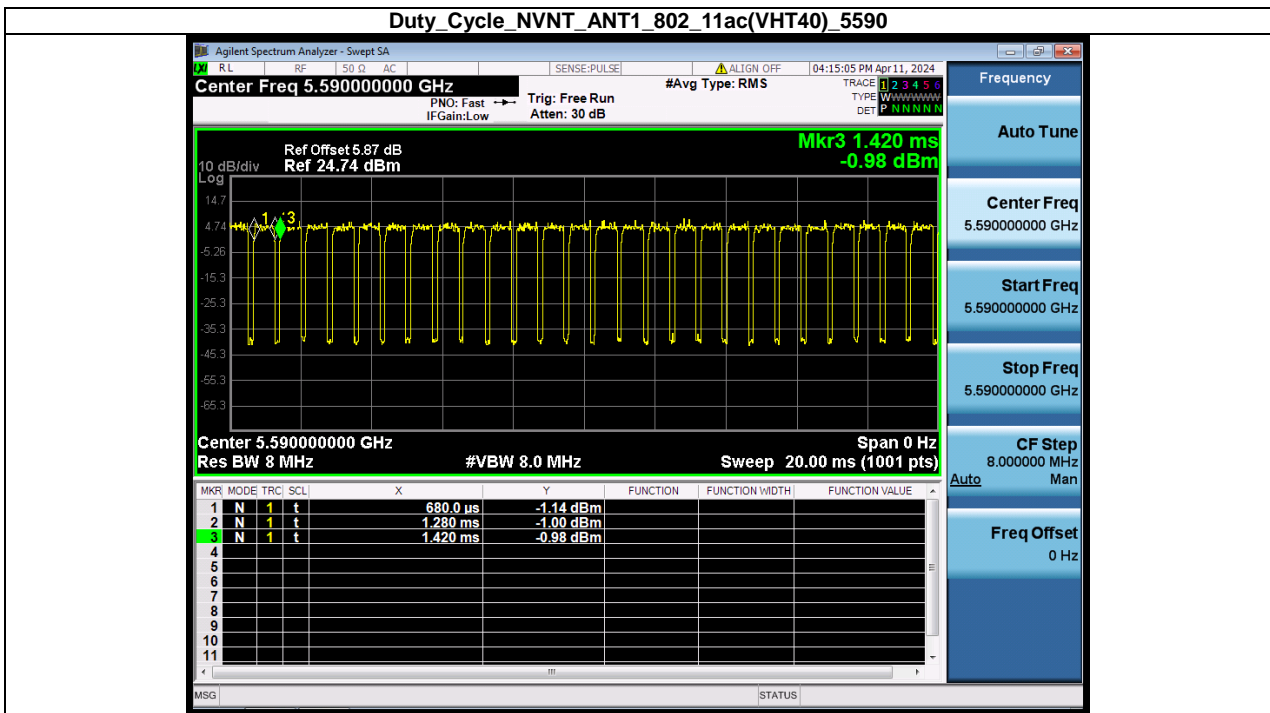 Duty_Cycle_NVNT_ANT1_802_11ac(VHT40)_5590
Agilent Spectrum Analyzer - Swept SA
LXI RL RF 50 Ω AC SENSE:PULSE ALIGN OFF 04:15:05 PM Apr 11, 2024
Center Freq 5.590000000 GHz #Avg Type: RMS TRACE 1 2 3 4 5 6
PNO: Fast Trig: Free Run TYPE WWWWWW
IFGain:Low Atten: 30 dB DET P N N N N N
Mkr3 1.420 ms
-0.98 dBm
Ref Offset 5.87 dB
10 dB/div Ref 24.74 dBm
Log
14.7
4.74
-5.26
-15.3
-25.3
-35.3
-45.3
-55.3
-65.3
1 3
Center 5.590000000 GHz Span 0 Hz
Res BW 8 MHz #VBW 8.0 MHz Sweep 20.00 ms (1001 pts)
MKR MODE TRC SCL X Y FUNCTION FUNCTION WIDTH FUNCTION VALUE
1 N 1 t 680.0 µs -1.14 dBm
2 N 1 t 1.280 ms -1.00 dBm
3 N 1 t 1.420 ms -0.98 dBm
4
5
6
7
8
9
10
11
MSG STATUS
Frequency
Auto Tune
Center Freq
5.590000000 GHz
Start Freq
5.590000000 GHz
Stop Freq
5.590000000 GHz
CF Step
8.000000 MHz
Auto Man
Freq Offset
0 Hz